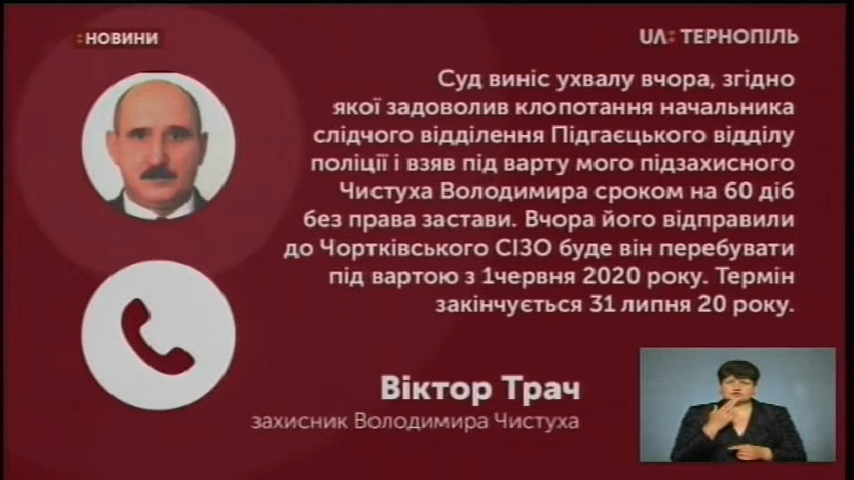 :НОВИНИ
UA: ТЕРНОПІЛЬ
Суд виніс ухвалу вчора, згідно
якої задоволив клопотання начальника
слідчого відділення Підгаєцького відділу
поліції і взяв під варту мого підзахисного
Чистуха Володимира сроком на 60 діб
без права застави. Вчора його відправили
до Чортківського СІЗО буде він перебувати
під вартою з 1червня 2020 року. Термін
закінчується 31 липня 20 року.
Віктор Трач
захисник Володимира Чистуха